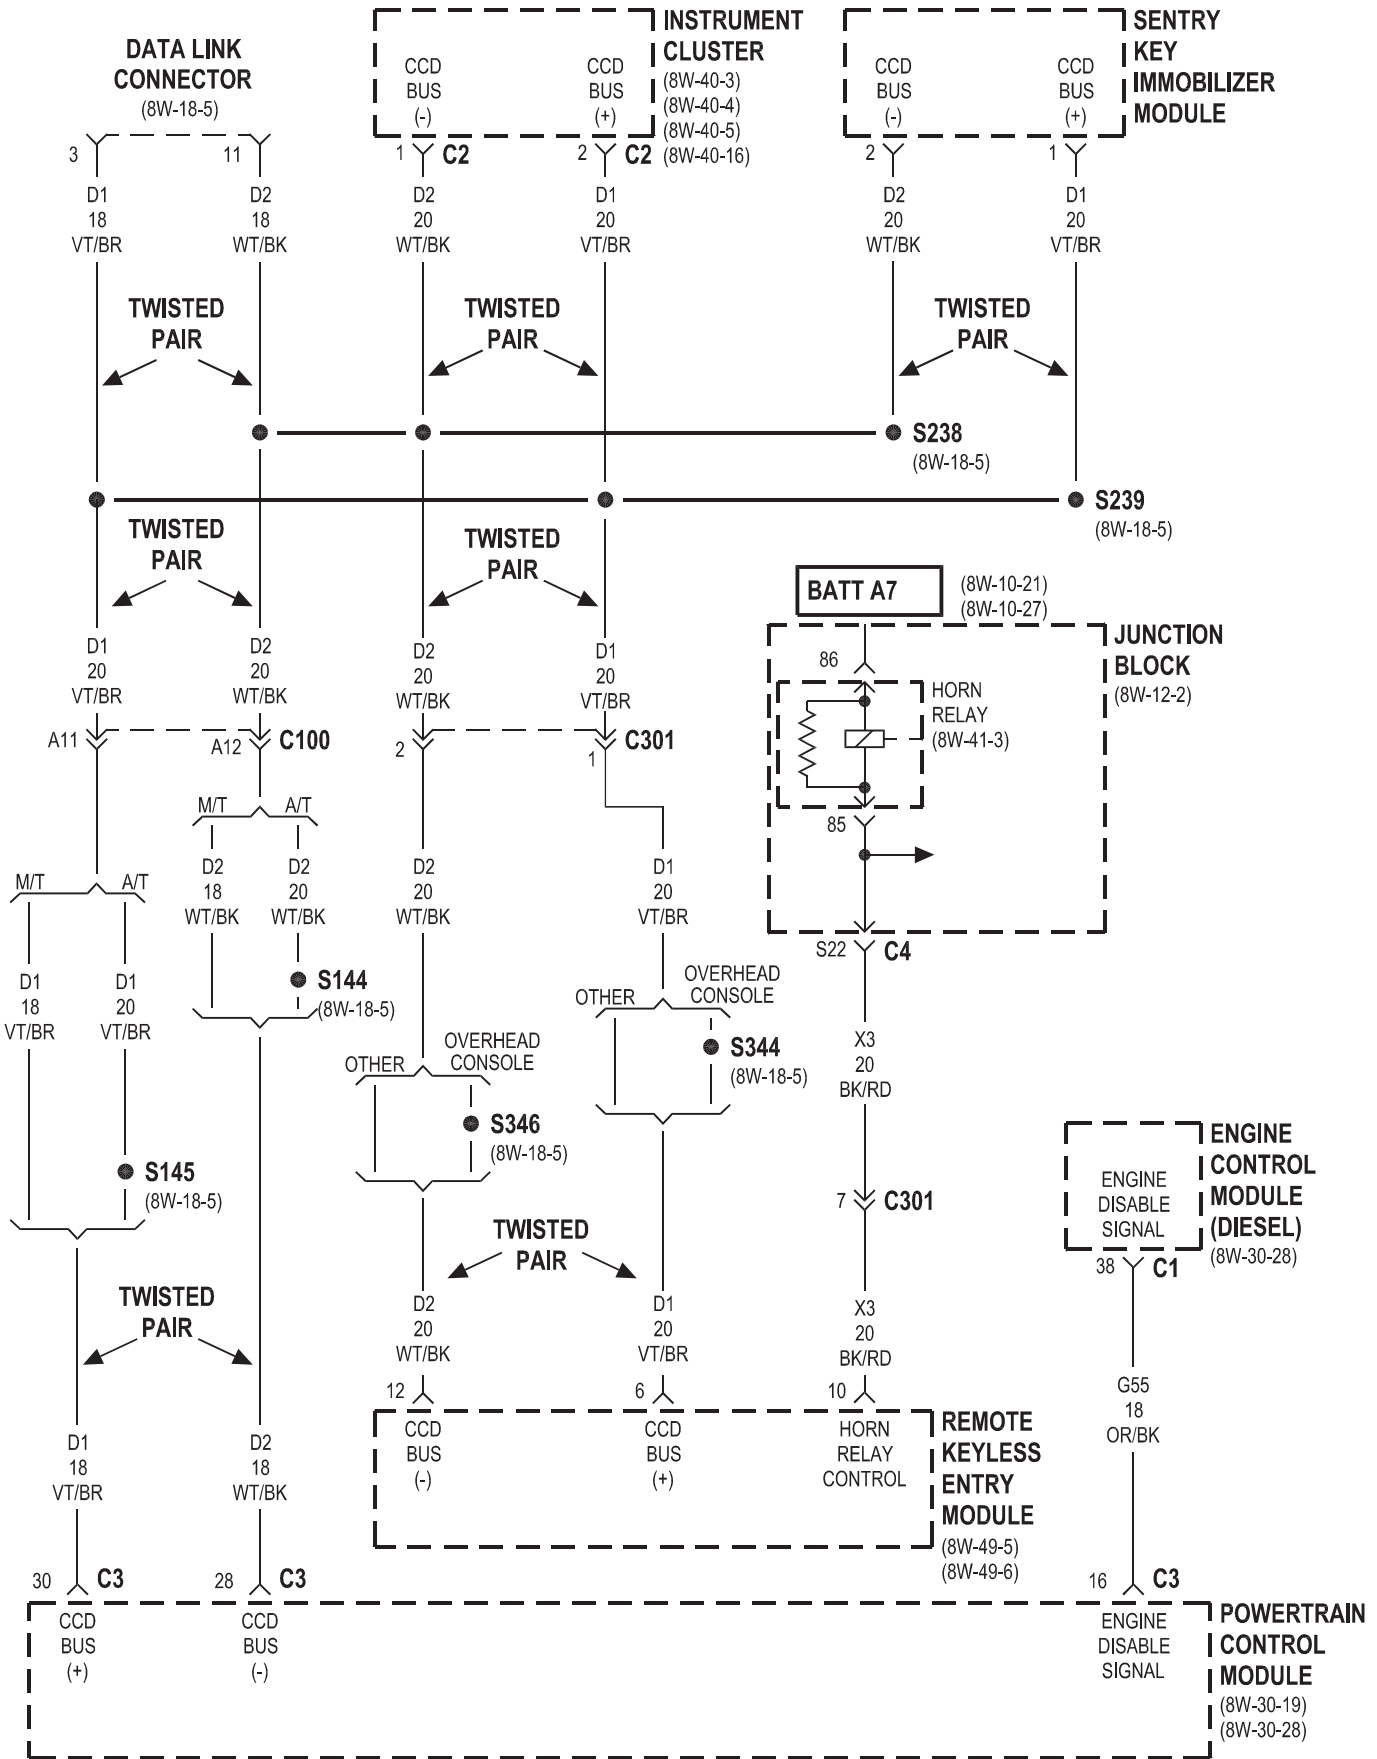 DATA LINK
CONNECTOR
(8W-18-5)
3
11
INSTRUMENT
CLUSTER
(8W-40-3)
(8W-40-4)
(8W-40-5)
(8W-40-16)
CCD
BUS
(-)
CCD
BUS
(+)
1 C2
2 C2
SENTRY
KEY
IMMOBILIZER
MODULE
CCD
BUS
(-)
CCD
BUS
(+)
2
1
D1
18
VT/BR
D2
18
WT/BK
D2
20
WT/BK
D1
20
VT/BR
D2
20
WT/BK
D1
20
VT/BR
TWISTED
PAIR
TWISTED
PAIR
TWISTED
PAIR
S238
(8W-18-5)
S239
(8W-18-5)
TWISTED
PAIR
TWISTED
PAIR
D1
20
VT/BR
D2
20
WT/BK
D2
20
WT/BK
D1
20
VT/BR
A11
A12 C100
2
1
C301
BATT A7
(8W-10-21)
(8W-10-27)
JUNCTION
BLOCK
(8W-12-2)
86
HORN
RELAY
(8W-41-3)
85
S22 C4
M/T A/T
D2
18
WT/BK
D2
20
WT/BK
M/T A/T
D1
18
VT/BR
D1
20
VT/BR
S144
(8W-18-5)
S145
(8W-18-5)
D2
20
WT/BK
D1
20
VT/BR
OTHER
OVERHEAD
CONSOLE
S344
(8W-18-5)
OTHER
OVERHEAD
CONSOLE
S346
(8W-18-5)
X3
20
BK/RD
7 C301
X3
20
BK/RD
TWISTED
PAIR
TWISTED
PAIR
D2
20
WT/BK
D1
20
VT/BR
12
6
10
CCD
BUS
(-)
CCD
BUS
(+)
HORN
RELAY
CONTROL
REMOTE
KEYLESS
ENTRY
MODULE
(8W-49-5)
(8W-49-6)
ENGINE
DISABLE
SIGNAL
ENGINE
CONTROL
MODULE
(DIESEL)
(8W-30-28)
38 C1
G55
18
OR/BK
D1
18
VT/BR
D2
18
WT/BK
30 C3
28 C3
16 C3
CCD
BUS
(+)
CCD
BUS
(-)
ENGINE
DISABLE
SIGNAL
POWERTRAIN
CONTROL
MODULE
(8W-30-19)
(8W-30-28)